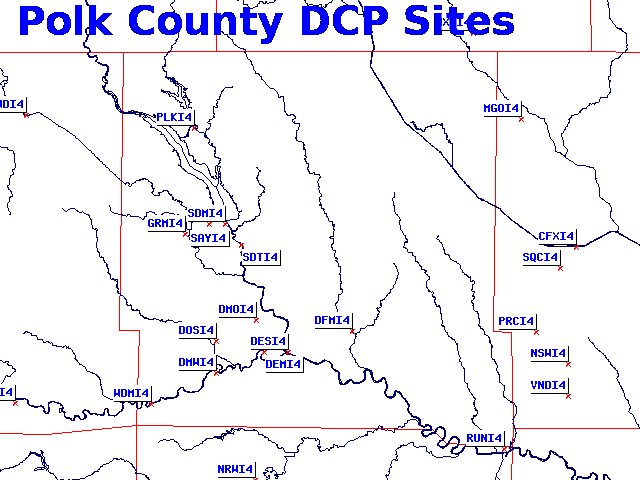 Polk County DCP Sites
PLKI4
MGOI4
SDMI4
GRMI4
SAYI4
CFXI4
SQCI4
SDTI4
DMOI4
DFMI4
PRCI4
DOSI4
DESI4
NSWI4
DMWI4
DEMI4
VNDI4
WDMI4
RUNI4
NRWI4